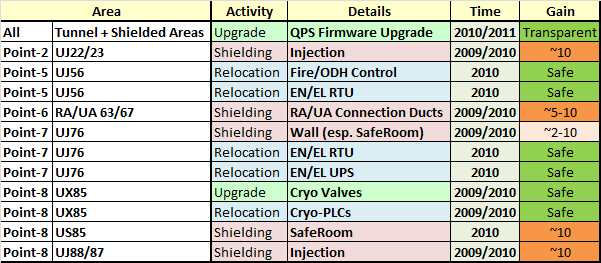 Area Activity Details Time Gain
All Tunnel + Shielded Areas Upgrade QPS Firmware Upgrade 2010/2011 Transparent
Point-2 UJ22/23 Shielding Injection 2009/2010 ~10
Point-5 UJ56 Relocation Fire/ODH Control 2010 Safe
Point-5 UJ56 Relocation EN/EL RTU 2010 Safe
Point-6 RA/UA 63/67 Shielding RA/UA Connection Ducts 2009/2010 ~5-10
Point-7 UJ76 Shielding Wall (esp. SafeRoom) 2009/2010 ~2-10
Point-7 UJ76 Relocation EN/EL RTU 2010 Safe
Point-7 UJ76 Relocation EN/EL UPS 2010 Safe
Point-8 UX85 Upgrade Cryo Valves 2009/2010 Safe
Point-8 UX85 Relocation Cryo-PLCs 2009/2010 Safe
Point-8 US85 Shielding SafeRoom 2010 ~10
Point-8 UJ88/87 Shielding Injection 2009/2010 ~10